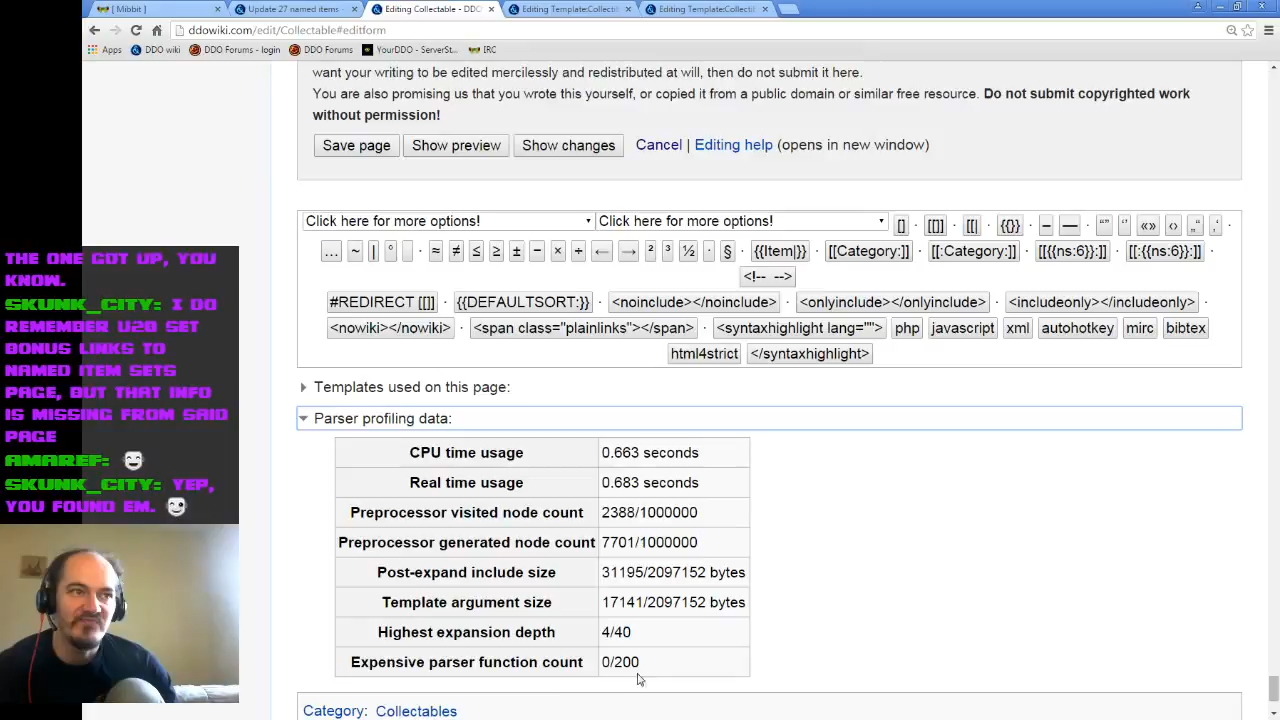 [ Mibbit ]
Update 27 named items -
Editing Collectable - DDO
Editing Template:Collectib
Editing Template:Collectib
ddowiki.com/edit/Collectable#editform
Apps
DDO wiki
DDO Forums - login
DDO Forums
YourDDO - ServerSt...
IRC
want your writing to be edited mercilessly and redistributed at will, then do not submit it here.
You are also promising us that you wrote this yourself, or copied it from a public domain or similar free resource. Do not submit copyrighted work
without permission!
Save page Show preview Show changes Cancel | Editing help (opens in new window)
Click here for more options! Click here for more options! [] · [[]] · [[| · {{}} · – — · “” ‘’ «» ‹› „“ ‚‘ ·
… ~ | ° · ≈ ≠ ≤ ≥ ± − × ÷ ← → ² ³ ½ · § {{Item|}} · [[Category:]] · [[:Category:]] · [[{{ns:6}}:]] · [[:{{ns:6}}:]] ·
<!-- -->
#REDIRECT [[]] · {{DEFAULTSORT:}} · <noinclude></noinclude> · <onlyinclude></onlyinclude> · <includeonly></includeonly> ·
<nowiki></nowiki> · <span class="plainlinks"></span> · <syntaxhighlight lang=""> php javascript xml autohotkey mirc bibtex
html4strict </syntaxhighlight>
Templates used on this page:
Parser profiling data:
CPU time usage 0.663 seconds
Real time usage 0.683 seconds
Preprocessor visited node count 2388/1000000
Preprocessor generated node count 7701/1000000
Post-expand include size 31195/2097152 bytes
Template argument size 17141/2097152 bytes
Highest expansion depth 4/40
Expensive parser function count 0/200
Category: Collectables
THE ONE GOT UP, YOU
KNOW.
SKUNK_CITY: I DO
REMEMBER U28 SET
BONUS LINKS TO
NAMED ITEM SETS
PAGE, BUT THAT INFO
IS MISSING FROM SAID
PAGE
AMAREF:
SKUNK_CITY: YEP,
YOU FOUND EM.